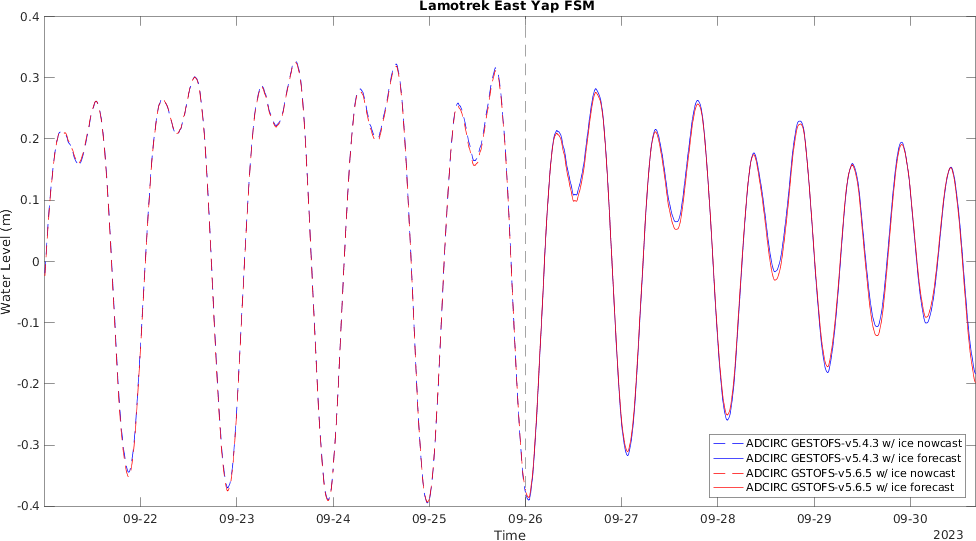 Lamotrek East Yap FSM
0.4
0.3
0.2
0.1
0
-0.1
-0.2
-0.3
-0.4
Water Level (m)
ADCIRC GESTOFS-v5.4.3 w/ ice nowcast
ADCIRC GESTOFS-v5.4.3 w/ ice forecast
ADCIRC GSTOFS-v5.6.5 w/ ice nowcast
ADCIRC GSTOFS-v5.6.5 w/ ice forecast
09-22 09-23 09-24 09-25 09-26 09-27 09-28 09-29 09-30
Time
2023